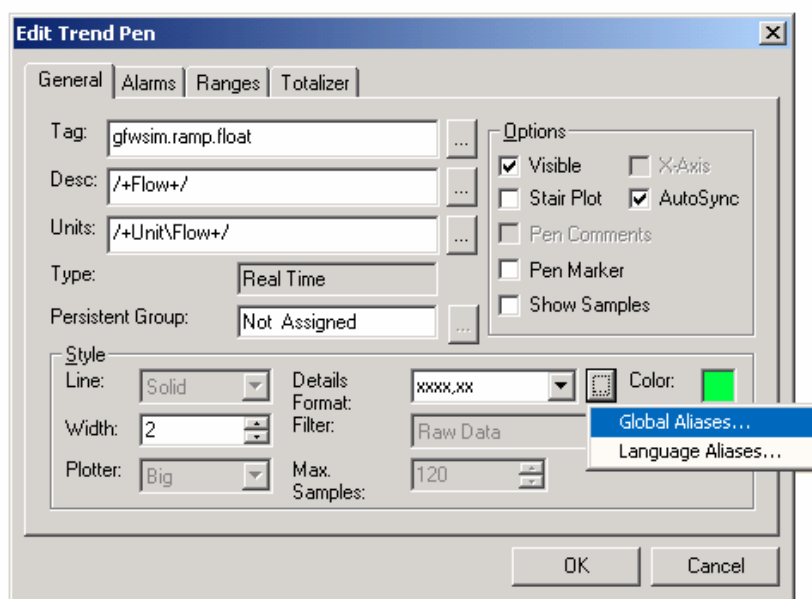 Edit Trend Pen
General Alarms Ranges Totalizer
Tag: gfwsim.ramp.float ...
Desc: /+Flow+/ ...
Units: /+Unit\Flow+/ ...
Type: Real Time
Persistent Group: Not Assigned ...
Options
Visible X-Axis
Stair Plot AutoSync
Pen Comments
Pen Marker
Show Samples
Style
Line: Solid
Width: 2
Plotter: Big
Details Format: xxxx,xx
Filter: Raw Data
Max. Samples: 120
Color:
Global Aliases...
Language Aliases...
OK Cancel